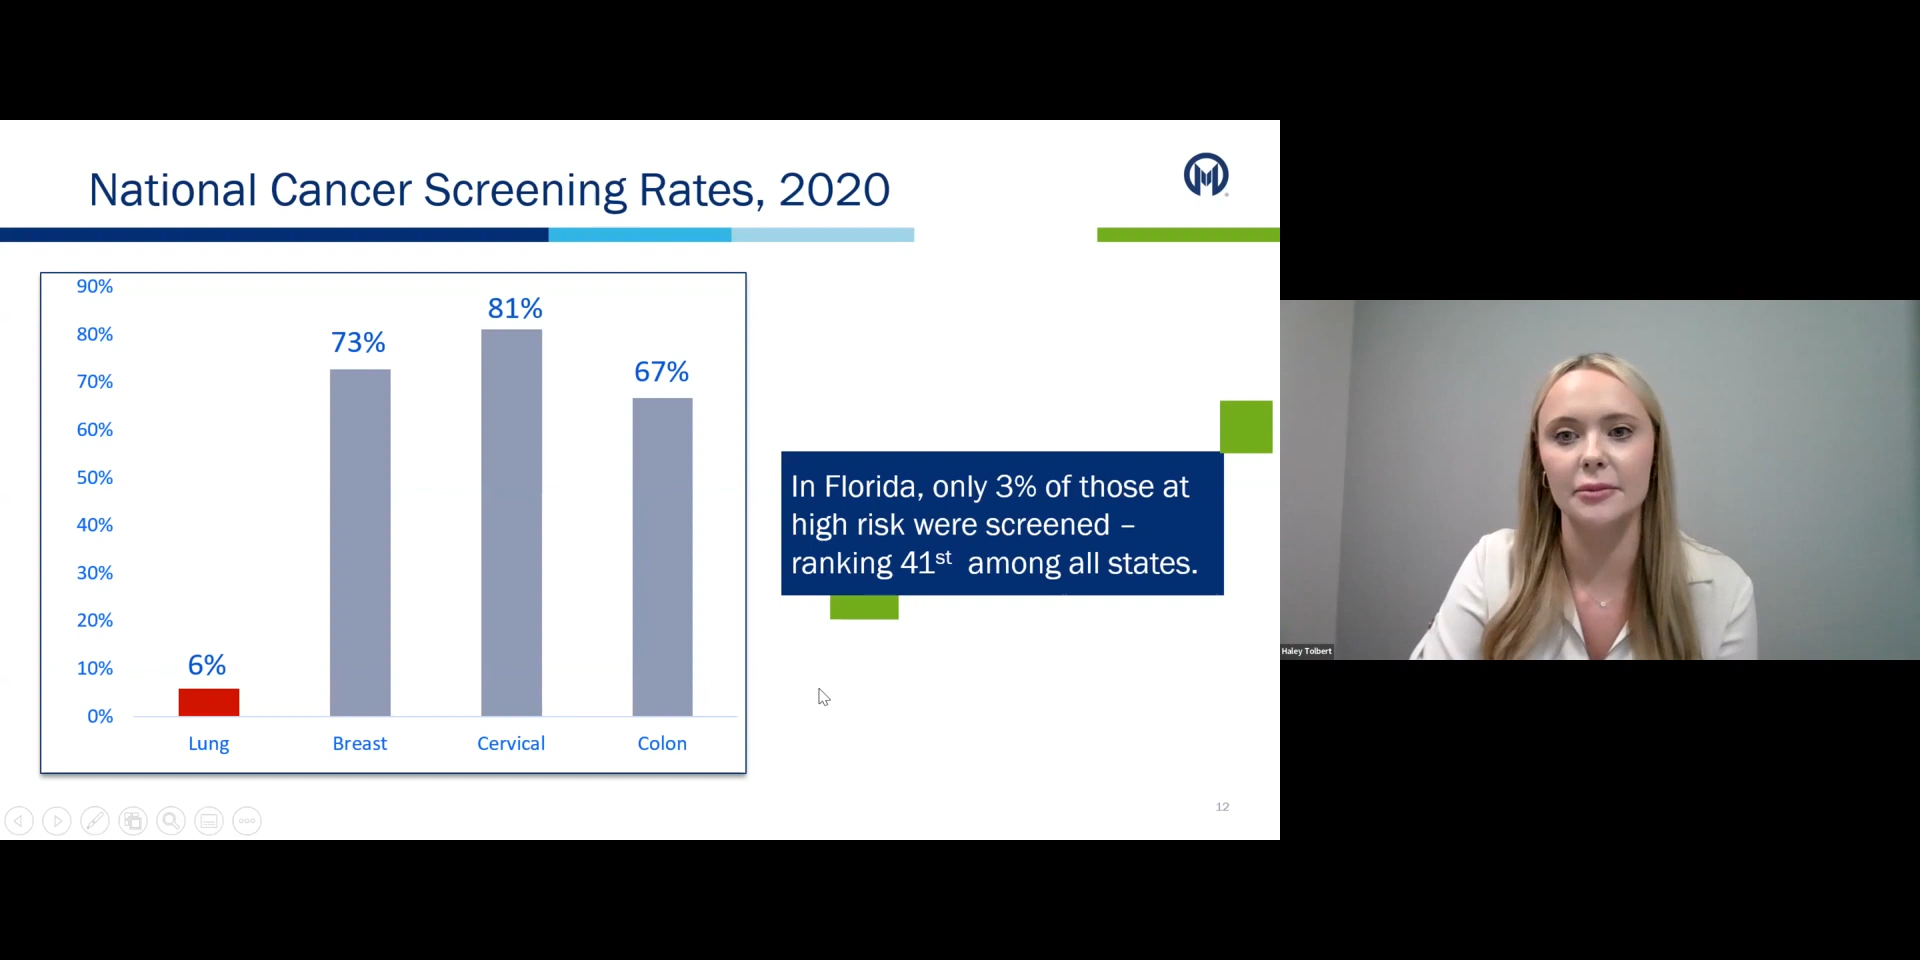 National Cancer Screening Rates, 2020
90%
80%
70%
60%
50%
40%
30%
20%
10%
0%
6%
73%
81%
67%
Lung
Breast
Cervical
Colon
In Florida, only 3% of those at
high risk were screened –
ranking 41st among all states.
12
Haley Tolbert